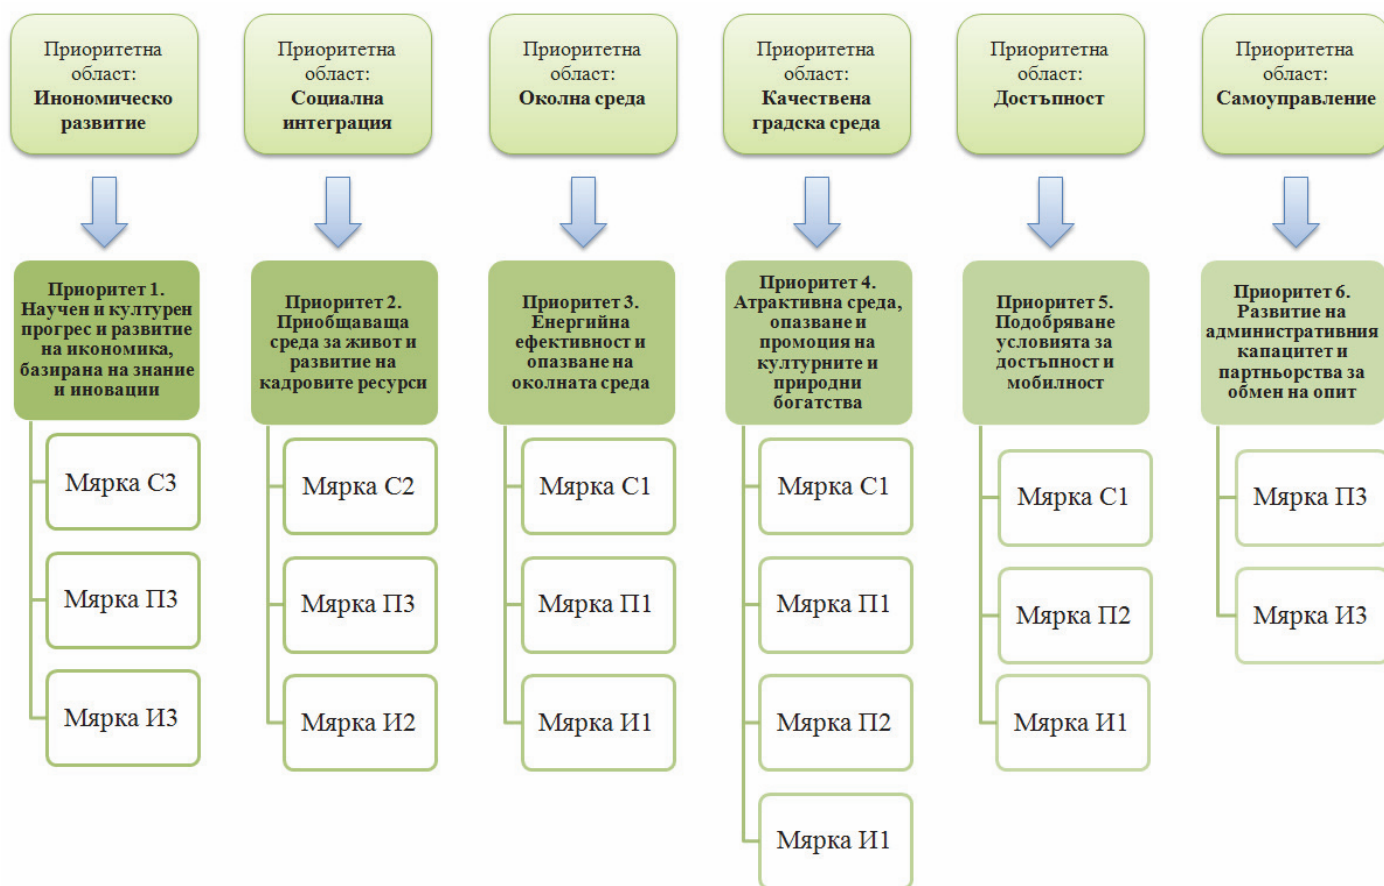 Приоритетна
област:
Инономическо
развитие
Приоритетна
област:
Социална
интеграция
Приоритетна
област:
Околна среда
Приоритетна
област:
Качествена
градска среда
Приоритетна
област:
Достъпност
Приоритетна
област:
Самоуправление
Приоритет 1.
Научен и културен
прогрес и развитие
на икономика,
базирана на знание
и иновации
Мярка С3
Мярка П3
Мярка И3
Приоритет 2.
Приобщаваща
среда за живот и
развитие на
кадровите ресурси
Мярка С2
Мярка П3
Мярка И2
Приоритет 3.
Енергийна
ефективност и
опазване на
околната среда
Мярка С1
Мярка П1
Мярка И1
Приоритет 4.
Атрактивна среда,
опазване и
промоция на
културните и
природни
богатства
Мярка С1
Мярка П1
Мярка П2
Мярка И1
Приоритет 5.
Подобряване
условията за
достъпност и
мобилност
Мярка С1
Мярка П2
Мярка И1
Приоритет 6.
Развитие на
административния
капацитет и
партньорства за
обмен на опит
Мярка П3
Мярка И3